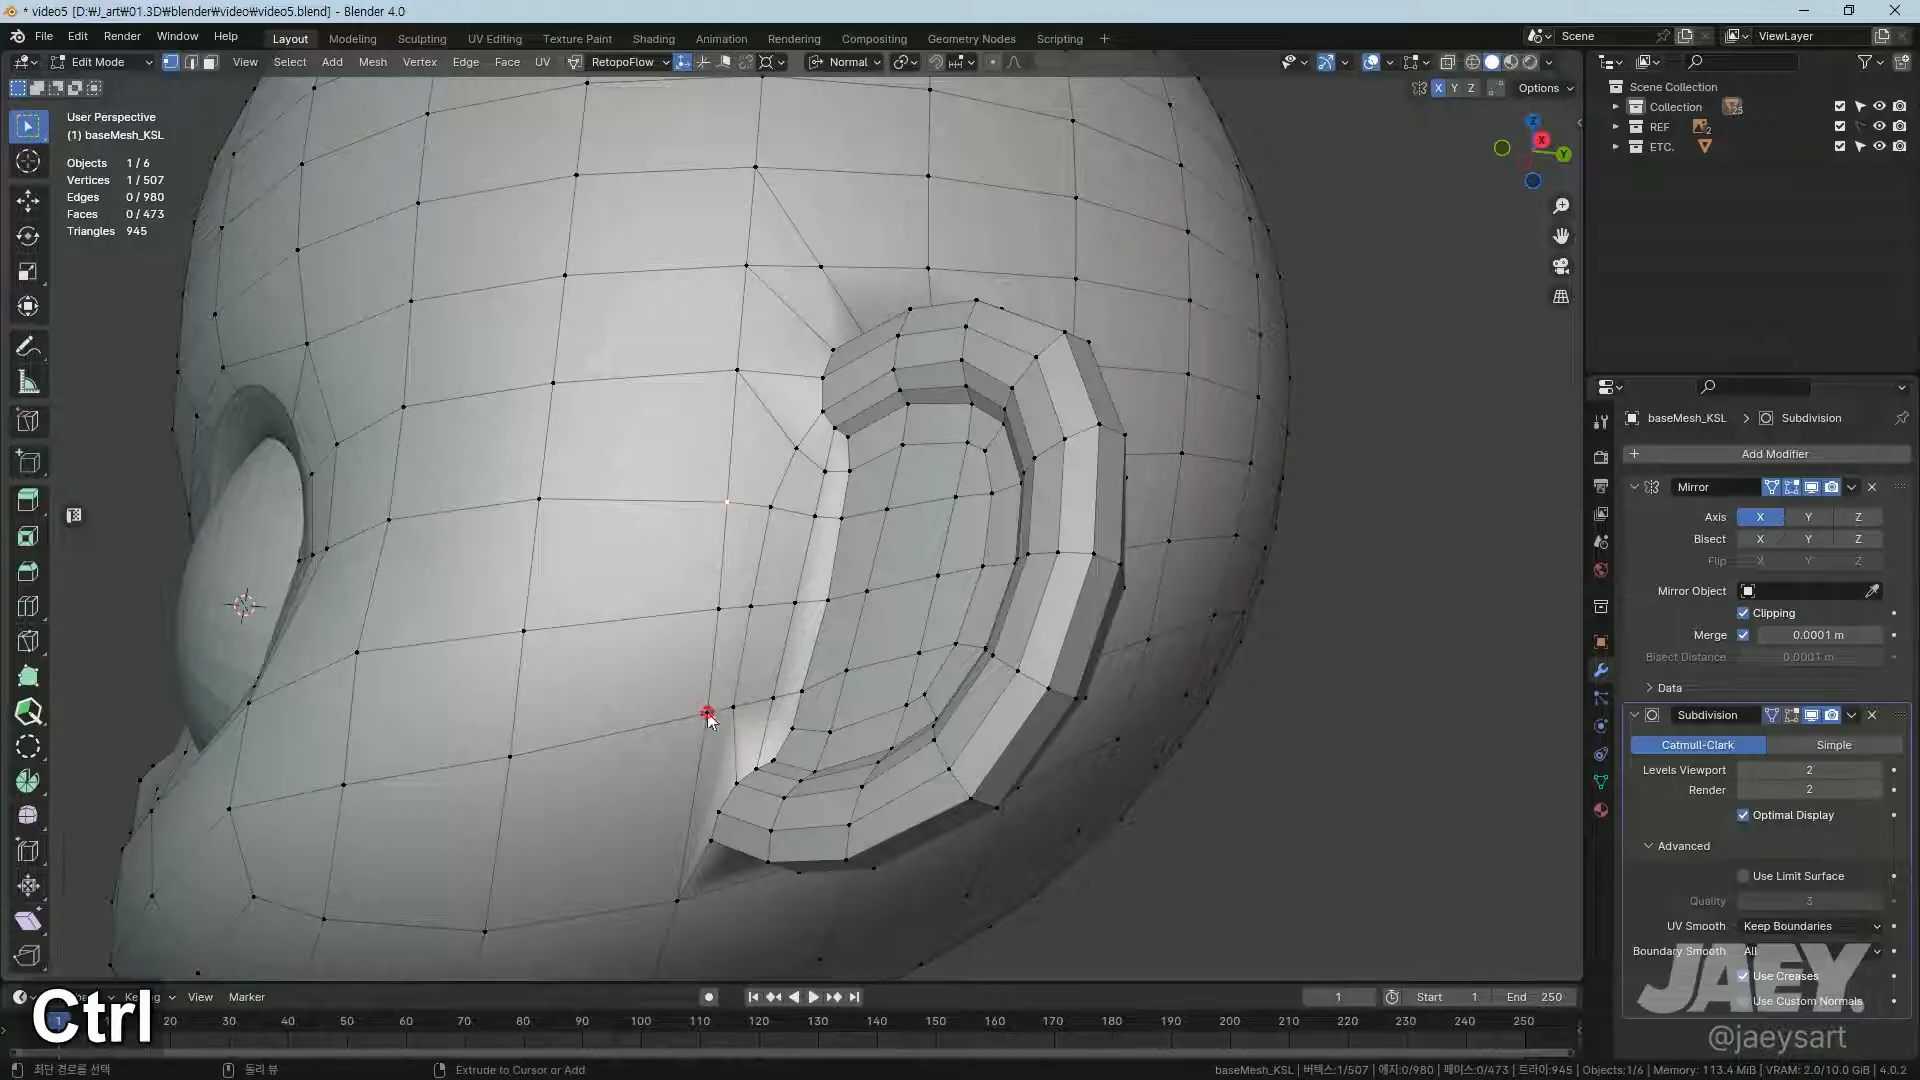 * video5 [D:₩J_art₩01.3D₩blender₩video₩video5.blend] - Blender 4.0
File Edit Render Window Help Layout Modeling Sculpting UV Editing Texture Paint Shading Animation Rendering Compositing Geometry Nodes Scripting +
Scene
ViewLayer
Edit Mode View Select Add Mesh Vertex Edge Face UV RetopoFlow Normal
X Y Z Options
User Perspective
(1) baseMesh_KSL
Objects 1 / 6
Vertices 1 / 507
Edges 0 / 980
Faces 0 / 473
Triangles 945
Z
X
Y
Scene Collection
Collection 25
REF 2
ETC.
baseMesh_KSL > Subdivision
+ Add Modifier
Mirror
Axis X Y Z
Bisect X Y Z
Flip X Y Z
Mirror Object
Clipping
Merge 0.0001 m
Bisect Distance 0.0001 m
Data
Subdivision
Catmull-Clark Simple
Levels Viewport 2
Render 2
Optimal Display
Advanced
Use Limit Surface
Quality 3
UV Smooth Keep Boundaries
Boundary Smooth All
Use Creases
Use Custom Normals
JAEY.
@jaeysart
Ctrl
View Marker
1 Start 1 End 250
1 20 30 40 50 60 70 80 90 100 110 120 130 140 150 160 170 180 190 200 210 220 230 240 250
최단 경로를 선택
돌리 뷰
Extrude to Cursor or Add
baseMesh_KSL | 버텍스:1/507 | 에지:0/980 | 페이스:0/473 | 트라이:945 | Objects:1/6 | Memory: 113.4 MiB | VRAM: 2.0/10.0 GiB | 4.0.2